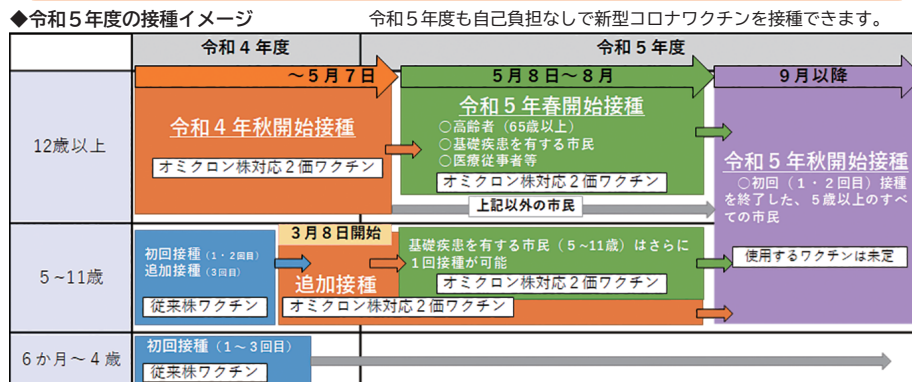 ◆令和５年度の接種イメージ
令和５年度も自己負担なしで新型コロナワクチンを接種できます。
令和４年度
令和５年度
～５月７日
５月８日～８月
９月以降
12歳以上
令和４年秋開始接種
オミクロン株対応２価ワクチン
令和５年春開始接種
○高齢者（65歳以上）
○基礎疾患を有する市民
○医療従事者等
オミクロン株対応２価ワクチン
上記以外の市民
令和５年秋開始接種
○初回（１・２回目）接種
を終了した、５歳以上のすべ
ての市民
使用するワクチンは未定
5~11歳
初回接種（１・２回目）
追加接種（３回目）
従来株ワクチン
３月８日開始
追加接種
オミクロン株対応２価ワクチン
基礎疾患を有する市民（５~11歳）はさらに
１回接種が可能
オミクロン株対応２価ワクチン
６か月～４歳
初回接種（１～３回目）
従来株ワクチン